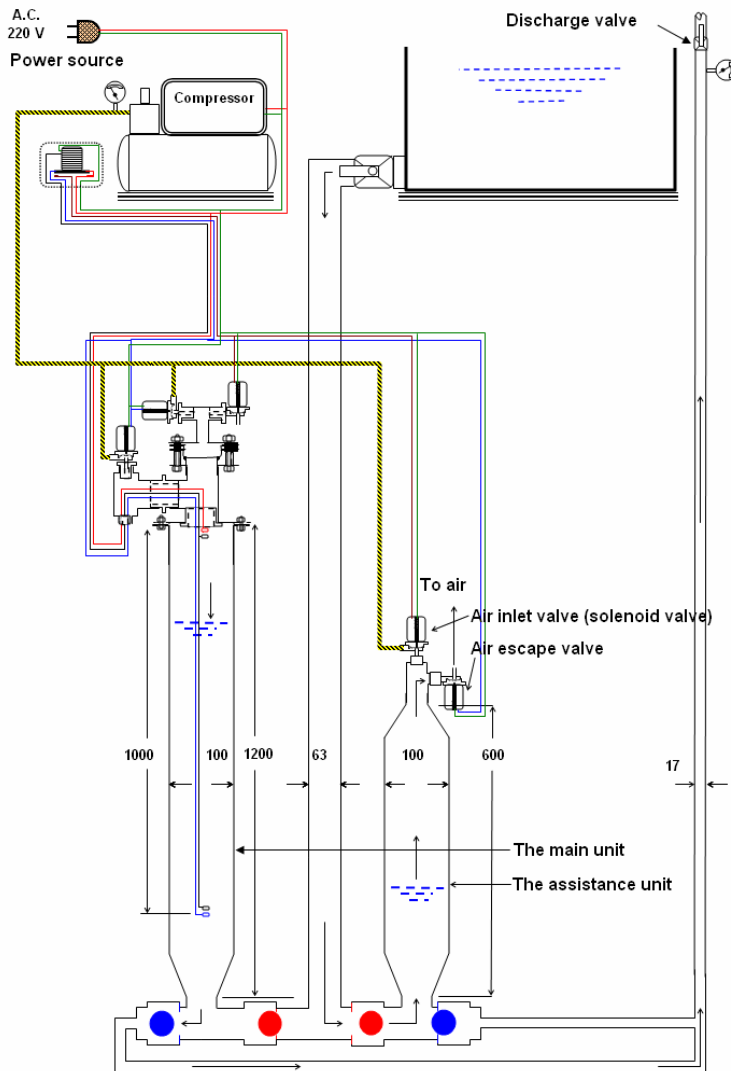 A.C.
220 V
Power source
Compressor
Discharge valve
To air
Air inlet valve (solenoid valve)
Air escape valve
1000
100
1200
63
100
600
17
The main unit
The assistance unit